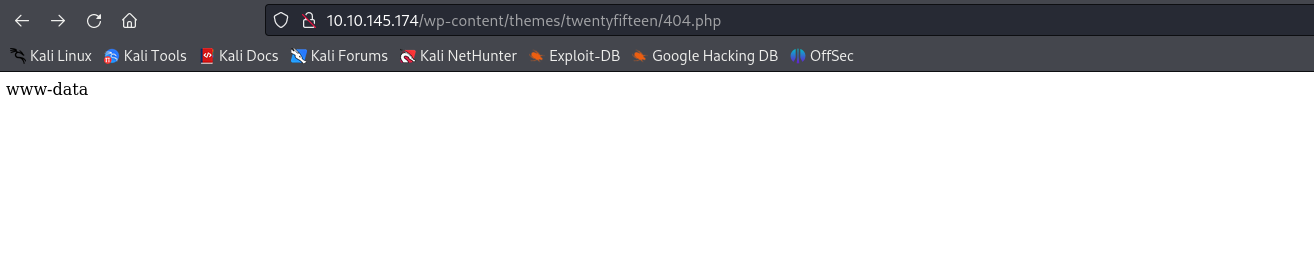 10.10.145.174/wp-content/themes/twentyfifteen/404.php
Kali Linux Kali Tools Kali Docs Kali Forums Kali NetHunter Exploit-DB Google Hacking DB OffSec
www-data